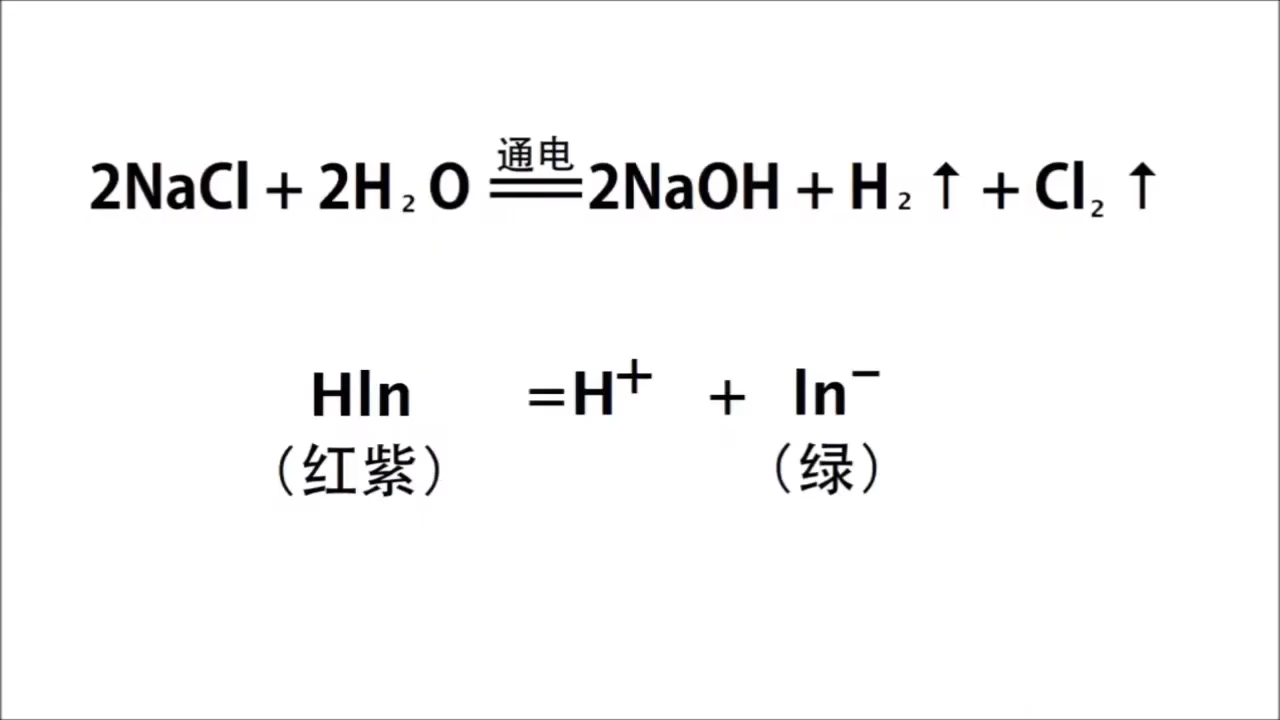 2NaCl + 2H₂O 通电 2NaOH + H₂↑ + Cl₂↑
HIn = H⁺ + In⁻
（红紫） （绿）